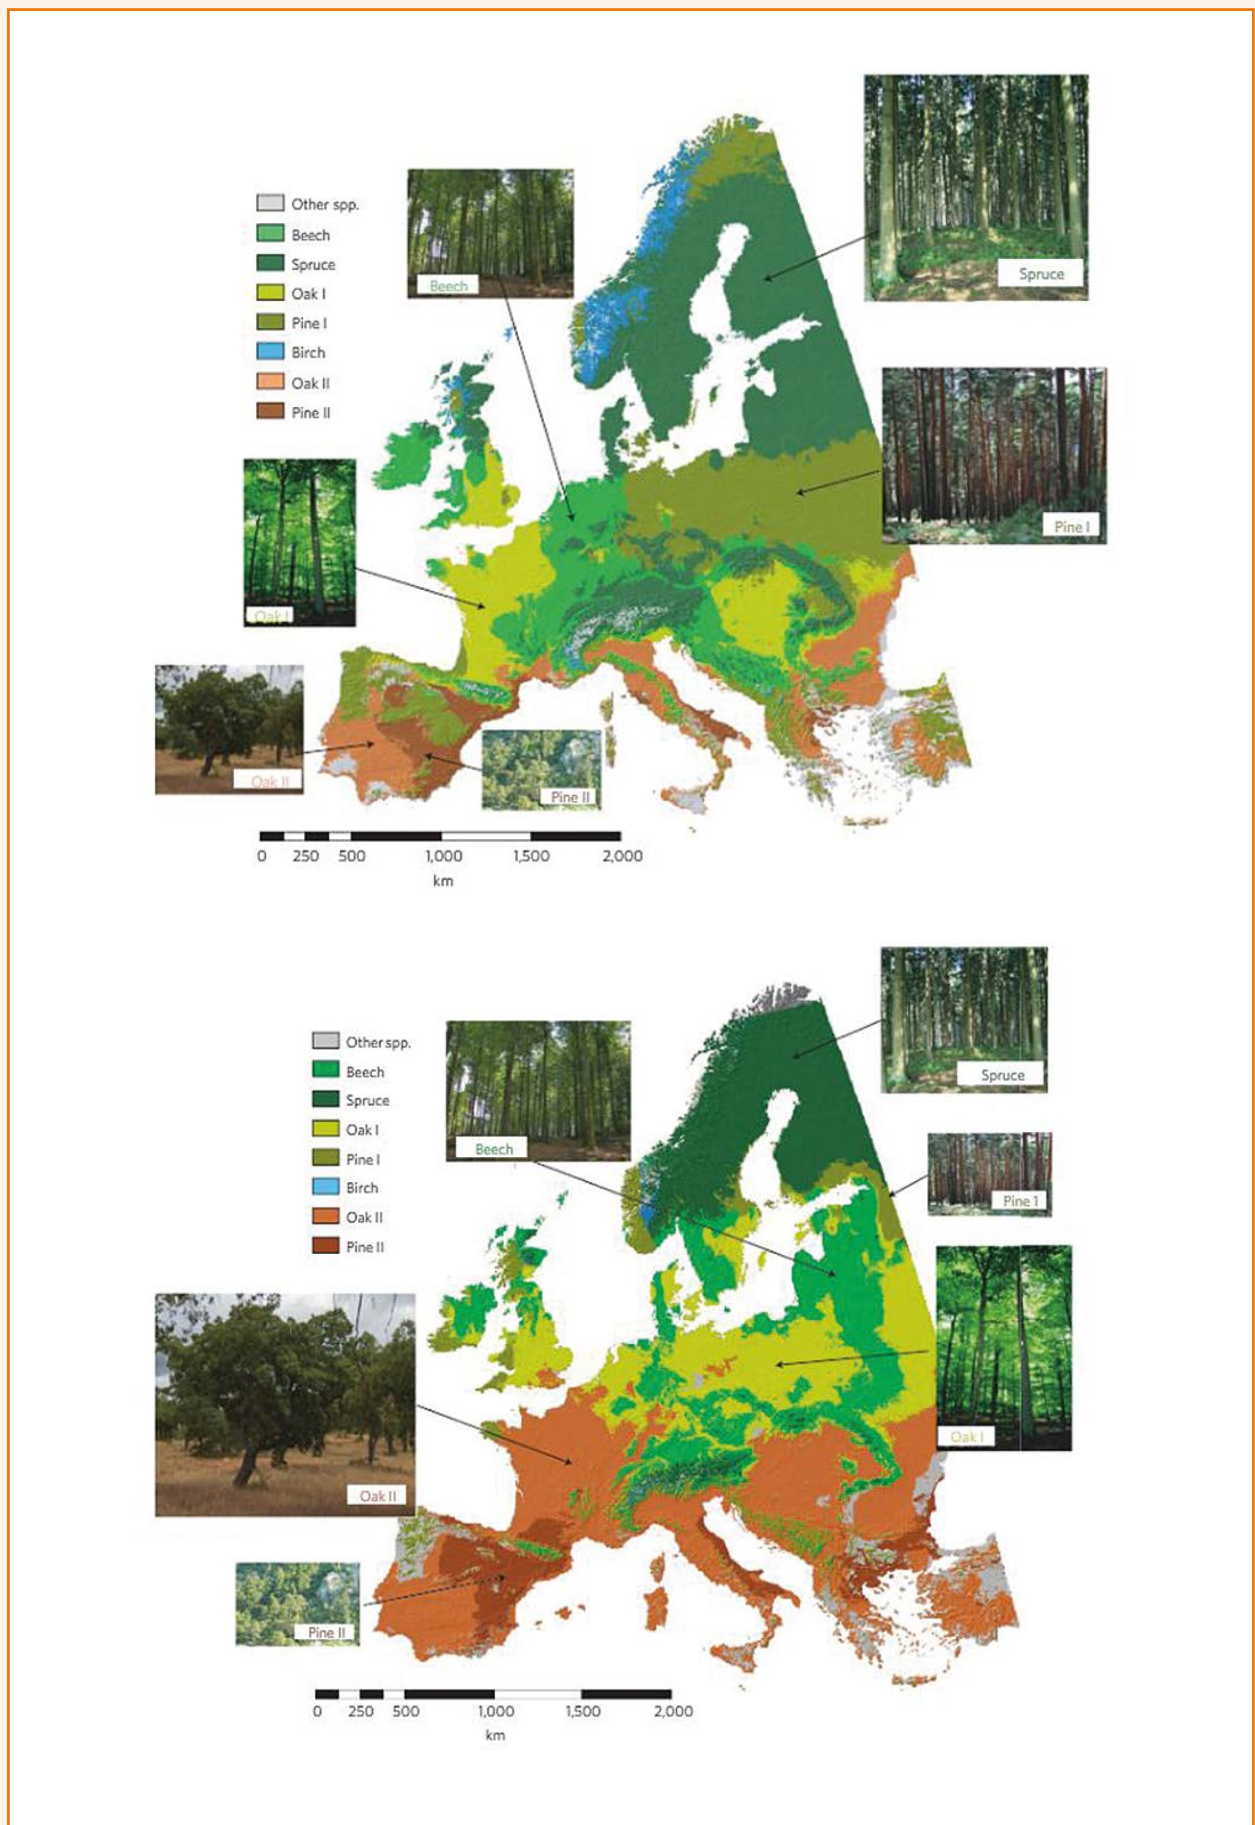 Other spp.
Beech
Spruce
Oak I
Pine I
Birch
Oak II
Pine II
Beech
Spruce
Pine I
Oak I
Oak II
Pine II
0 250 500 1,000 1,500 2,000
km
Other spp.
Beech
Spruce
Oak I
Pine I
Birch
Oak II
Pine II
Beech
Spruce
Pine 1
Oak I
Oak II
Pine II
0 250 500 1,000 1,500 2,000
km